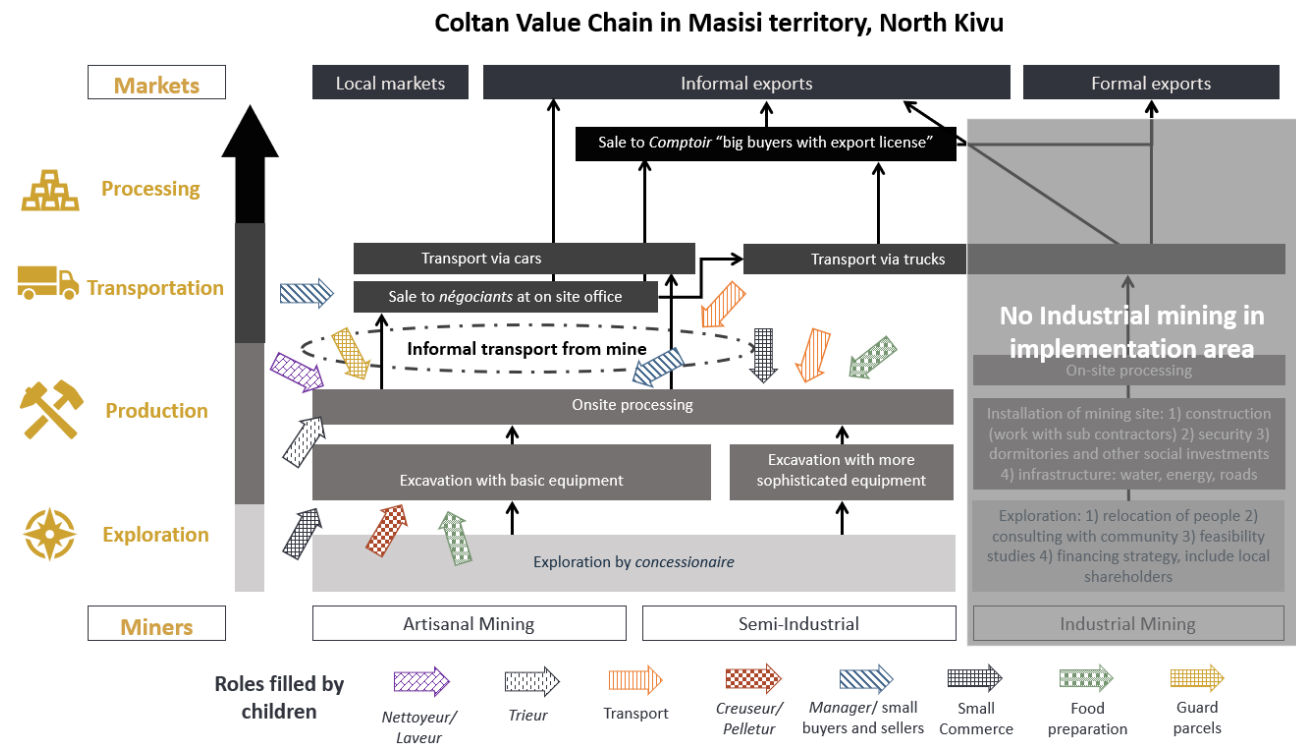 Coltan Value Chain in Masisi territory, North Kivu
Markets
Local markets
Informal exports
Formal exports
Sale to Comptoir “big buyers with export license”
Processing
Transport via cars
Transport via trucks
Transportation
Sale to négociants at on site office
No Industrial mining in
implementation area
Informal transport from mine
On-site processing
Production
Onsite processing
Installation of mining site: 1) construction
(work with sub contractors) 2) security 3)
dormitories and other social investments
4) infrastructure: water, energy, roads
Excavation with basic equipment
Excavation with more
sophisticated equipment
Exploration
Exploration by concessionaire
Exploration: 1) relocation of people 2)
consulting with community 3) feasibility
studies 4) financing strategy, include local
shareholders
Miners
Artisanal Mining
Semi-Industrial
Industrial Mining
Roles filled by
children
Nettoyeur/
Laveur
Trieur
Transport
Creuseur/
Pelletur
Manager/ small
buyers and sellers
Small
Commerce
Food
preparation
Guard
parcels